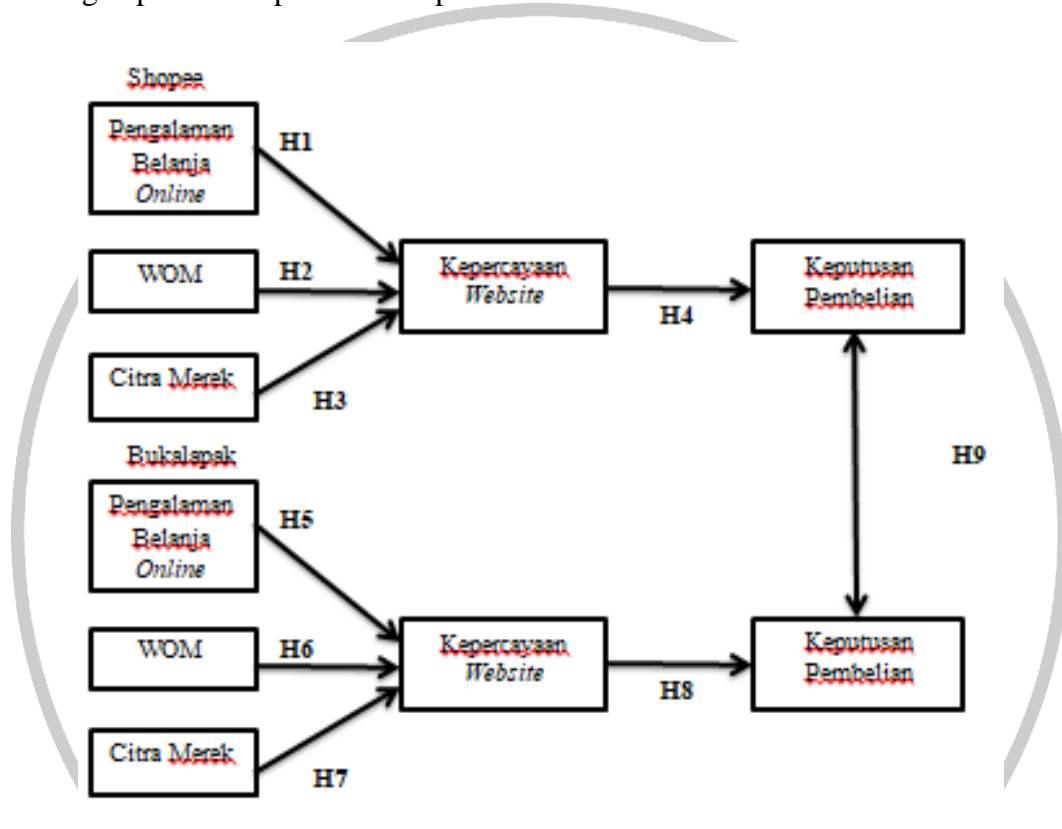 Shopee
Pengalaman
Belanja
Online
H1
WOM
H2
Citra Merek
H3
Kepercayaan
Website
H4
Keputusan
Pembelian
H9
Bukalapak
Pengalaman
Belanja
Online
H5
WOM
H6
Citra Merek
H7
Kepercayaan
Website
H8
Keputusan
Pembelian